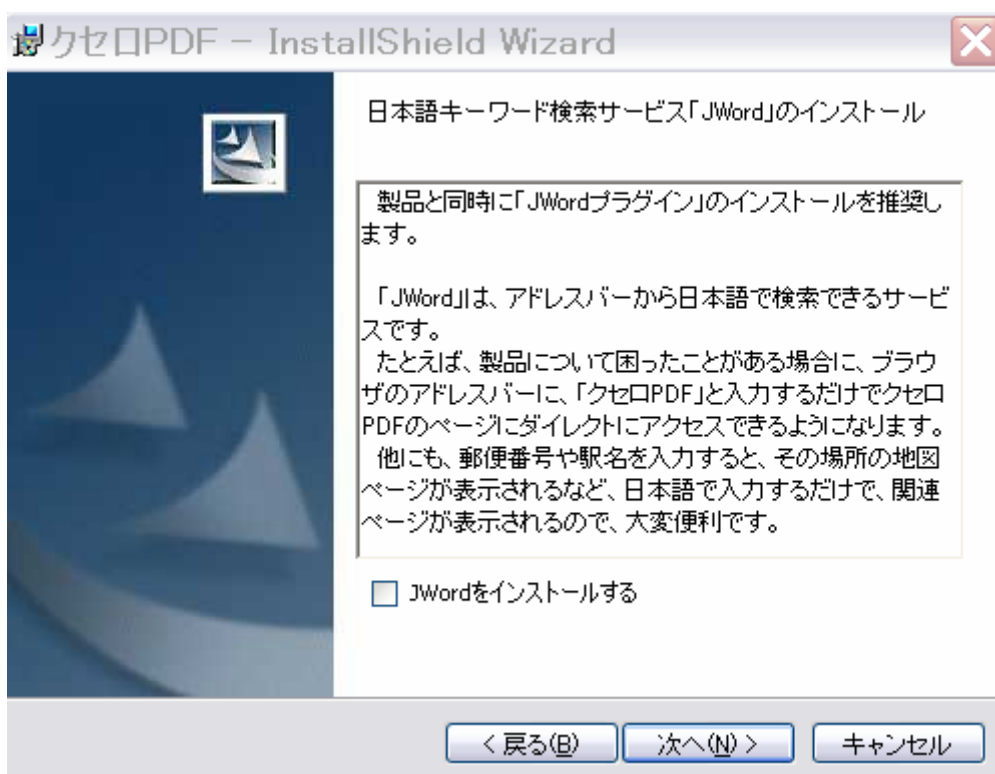 クセロPDF - InstallShield Wizard
日本語キーワード検索サービス「JWord」のインストール
製品と同時に「JWordプラグイン」のインストールを推奨し
ます。
「JWord」は、アドレスバーから日本語で検索できるサービ
スです。
たとえば、製品について困ったことがある場合に、ブラウ
ザのアドレスバーに、「クセロPDF」と入力するだけでクセロ
PDFのページにダイレクトにアクセスできるようになります。
他にも、郵便番号や駅名を入力すると、その場所の地図
ページが表示されるなど、日本語で入力するだけで、関連
ページが表示されるので、大変便利です。
JWordをインストールする
< 戻る(B) 次へ(N) > キャンセル